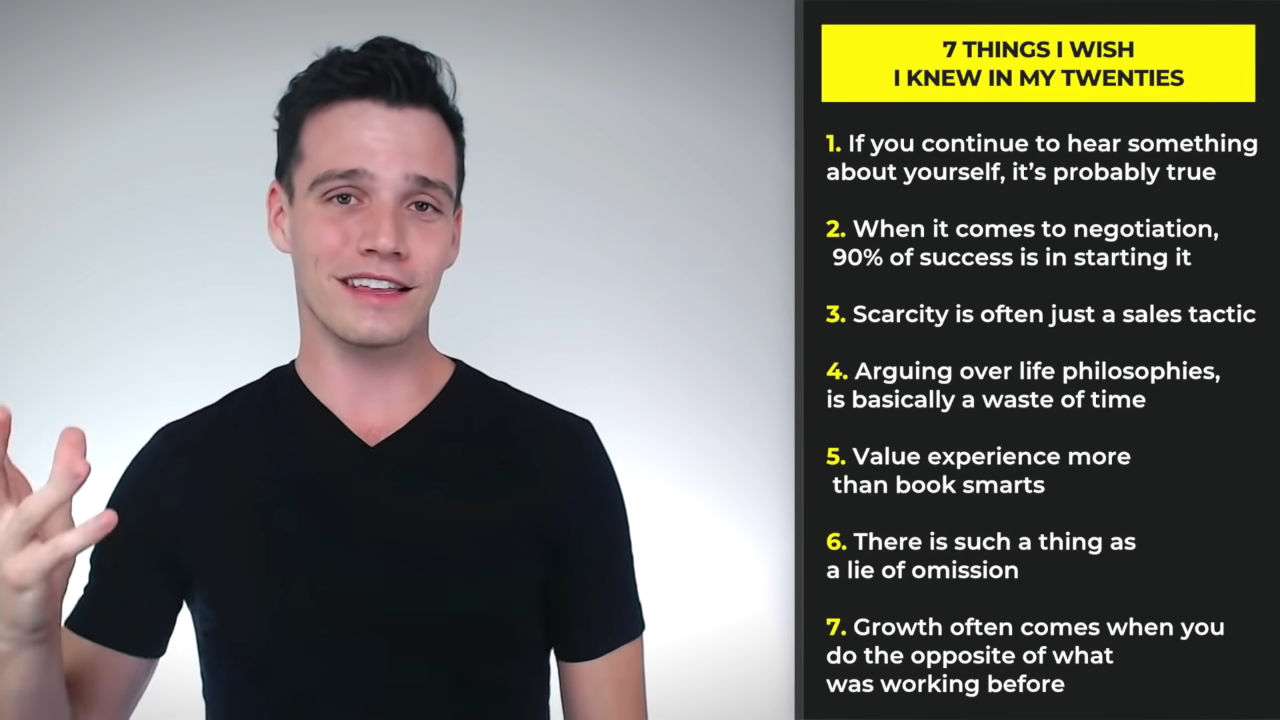 7 THINGS I WISH
I KNEW IN MY TWENTIES
1. If you continue to hear something
about yourself, it's probably true
2. When it comes to negotiation,
90% of success is in starting it
3. Scarcity is often just a sales tactic
4. Arguing over life philosophies,
is basically a waste of time
5. Value experience more
than book smarts
6. There is such a thing as
a lie of omission
7. Growth often comes when you
do the opposite of what
was working before